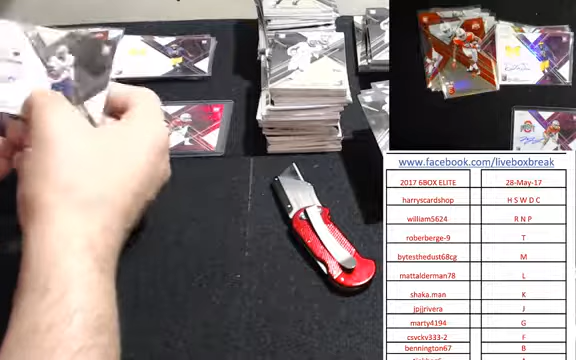 www.facebook.com/liveboxbreak
2017 6BOX ELITE 28-May-17
harryscardshop H S W D C
william5624 R N P
roberberge-9 T
bytesthedust68cg M
mattalderman78 L
shaka.man K
jpjjrivera J
marty4194 G
csvckv333-2 F
bennington67 B